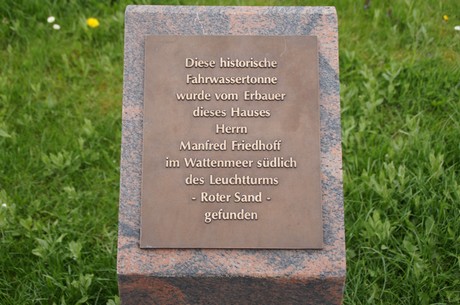 Diese historische
Fahrwassertonne
wurde vom Erbauer
dieses Hauses
Herrn
Manfred Friedhoff
im Wattenmeer südlich
des Leuchtturms
- Roter Sand -
gefunden